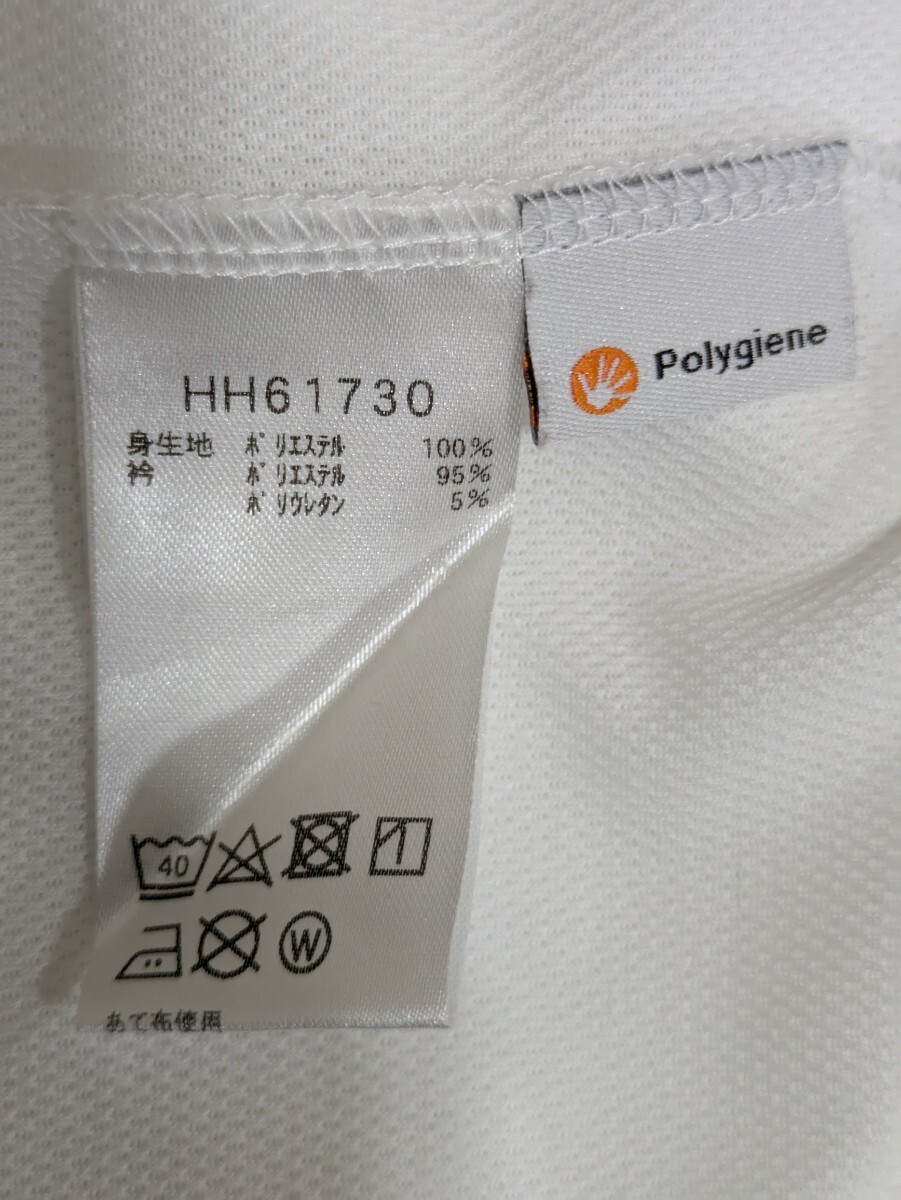 HH61730
身生地 ポリエステル 100%
衿 ポリエステル 95%
ポリウレタン 5%
40
W
あて布使用
Polygiene